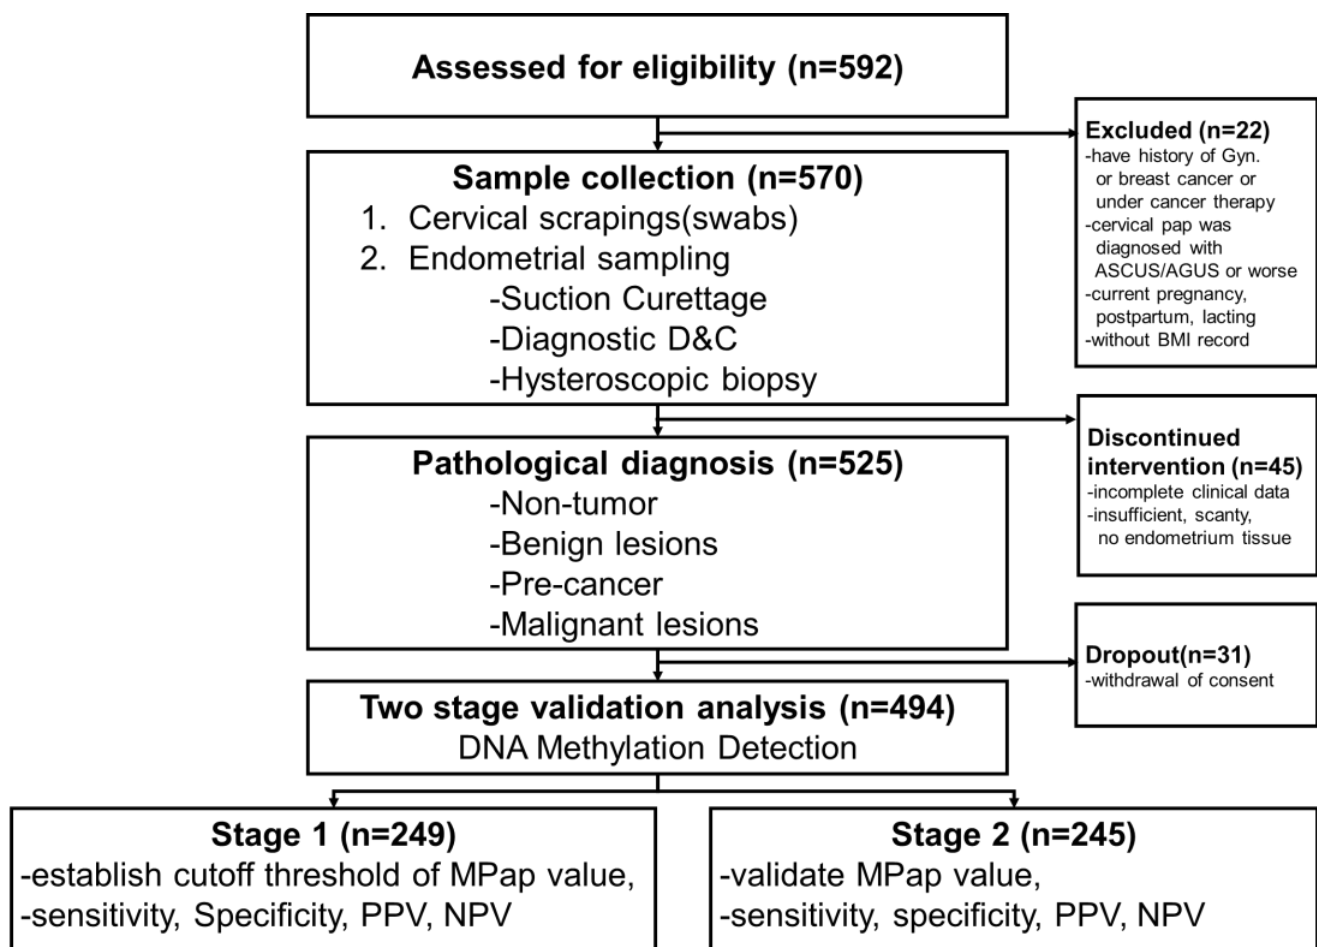 Assessed for eligibility (n=592)
Excluded (n=22)
-have history of Gyn.
or breast cancer or
under cancer therapy
-cervical pap was
diagnosed with
ASCUS/AGUS or worse
-current pregnancy,
postpartum, lacting
-without BMI record
Sample collection (n=570)
1. Cervical scrapings(swabs)
2. Endometrial sampling
-Suction Curettage
-Diagnostic D&C
-Hysteroscopic biopsy
Discontinued
intervention (n=45)
-incomplete clinical data
-insufficient, scanty,
no endometrium tissue
Pathological diagnosis (n=525)
-Non-tumor
-Benign lesions
-Pre-cancer
-Malignant lesions
Dropout(n=31)
-withdrawal of consent
Two stage validation analysis (n=494)
DNA Methylation Detection
Stage 1 (n=249)
-establish cutoff threshold of MPap value,
-sensitivity, Specificity, PPV, NPV
Stage 2 (n=245)
-validate MPap value,
-sensitivity, specificity, PPV, NPV